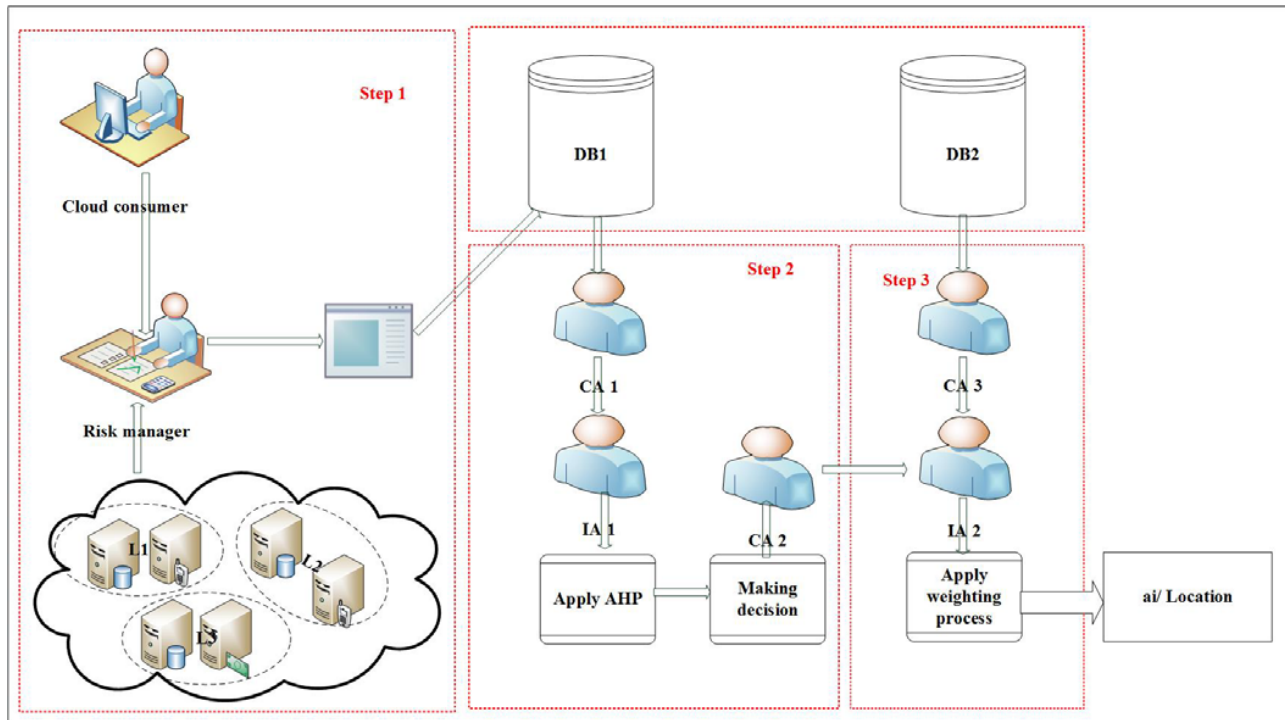 Step 1
Cloud consumer
Risk manager
L1
L2
L3
DB1
DB2
Step 2
CA 1
IA 1
Apply AHP
CA 2
Making
decision
Step 3
CA 3
IA 2
Apply
weighting
process
ai/ Location